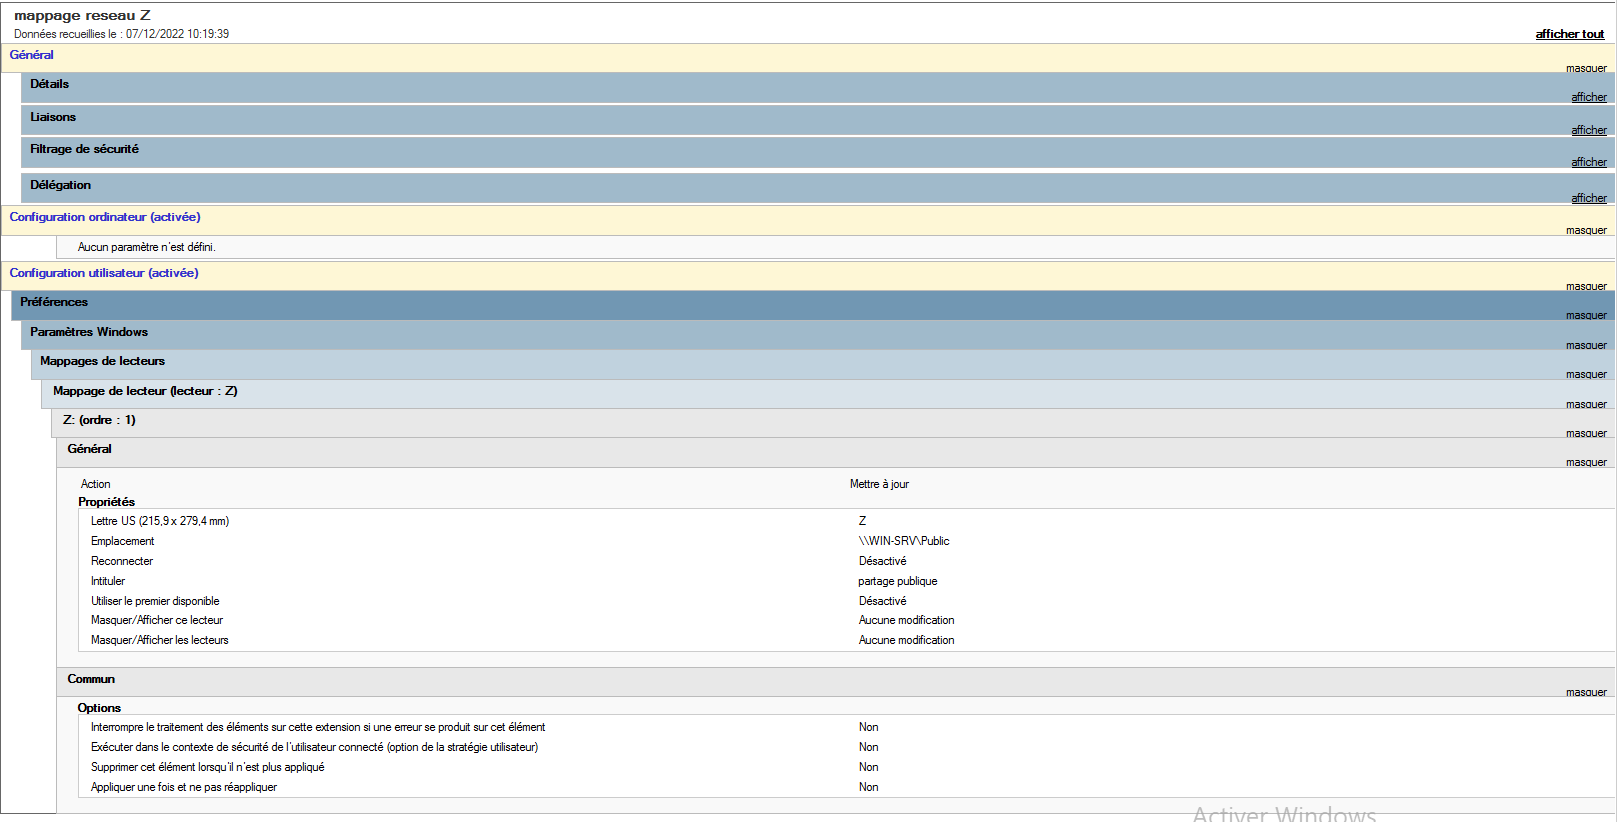 mappage reseau Z
Données recueillies le : 07/12/2022 10:19:39
afficher tout
Général
masquer
Détails
afficher
Liaisons
afficher
Filtrage de sécurité
afficher
Délégation
afficher
Configuration ordinateur (activée)
masquer
Aucun paramètre n'est défini.
Configuration utilisateur (activée)
masquer
Préférences
masquer
Paramètres Windows
masquer
Mappages de lecteurs
masquer
Mappage de lecteur (lecteur : Z)
masquer
Z: (ordre : 1)
masquer
Général
masquer
Action Mettre à jour
Propriétés
Lettre US (215,9 x 279,4 mm) Z
Emplacement \\WIN-SRV\Public
Reconnecter Désactivé
Intituler partage publique
Utiliser le premier disponible Désactivé
Masquer/Afficher ce lecteur Aucune modification
Masquer/Afficher les lecteurs Aucune modification
Commun
masquer
Options
Interrompre le traitement des éléments sur cette extension si une erreur se produit sur cet élément Non
Exécuter dans le contexte de sécurité de l'utilisateur connecté (option de la stratégie utilisateur) Non
Supprimer cet élément lorsqu'il n'est plus appliqué Non
Appliquer une fois et ne pas réappliquer Non
Activer Windows